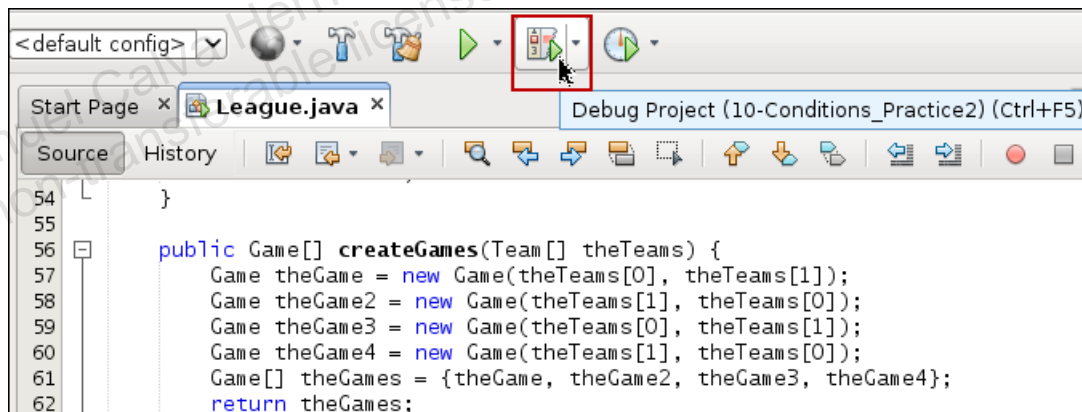 <default config>
Start Page × League.java ×
Debug Project (10-Conditions_Practice2) (Ctrl+F5)
Source History
54 }
55
56 public Game[] createGames(Team[] theTeams) {
57 Game theGame = new Game(theTeams[0], theTeams[1]);
58 Game theGame2 = new Game(theTeams[1], theTeams[0]);
59 Game theGame3 = new Game(theTeams[0], theTeams[1]);
60 Game theGame4 = new Game(theTeams[1], theTeams[0]);
61 Game[] theGames = {theGame, theGame2, theGame3, theGame4};
62 return theGames;